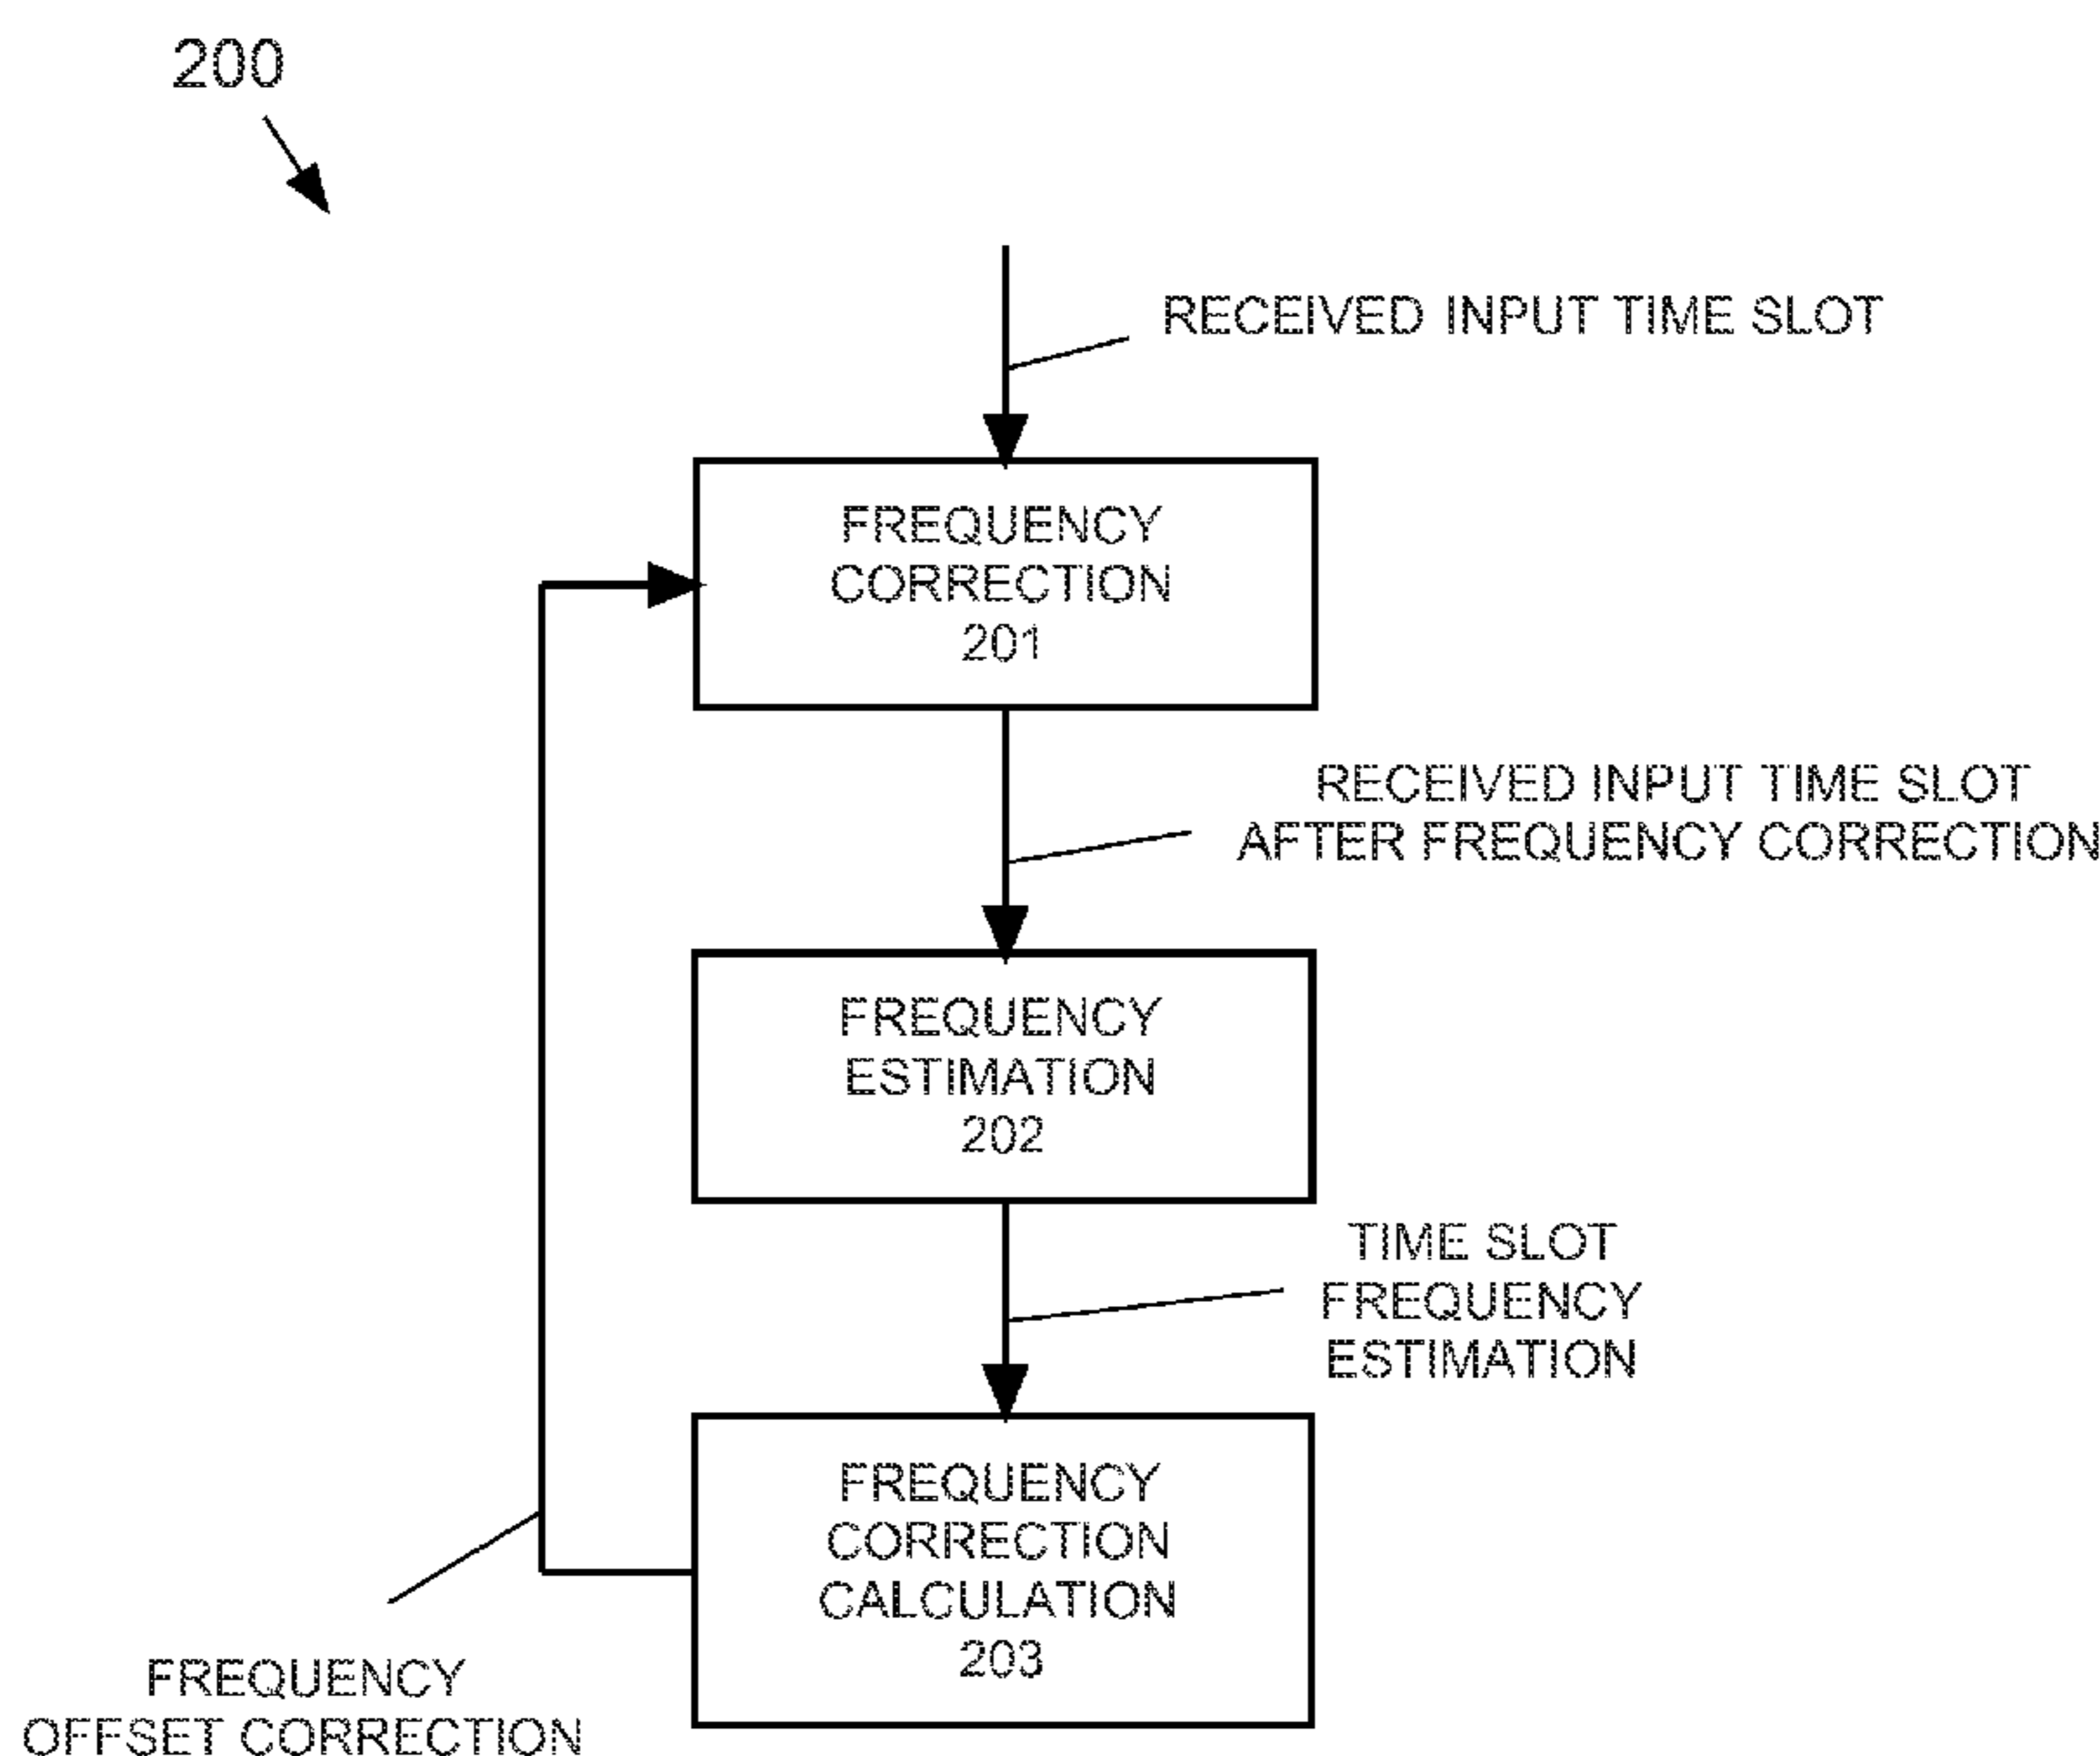 200
RECEIVED INPUT TIME SLOT
FREQUENCY
CORRECTION
201
RECEIVED INPUT TIME SLOT
AFTER FREQUENCY CORRECTION
FREQUENCY
ESTIMATION
202
TIME SLOT
FREQUENCY
ESTIMATION
FREQUENCY
CORRECTION
CALCULATION
203
FREQUENCY
OFFSET CORRECTION